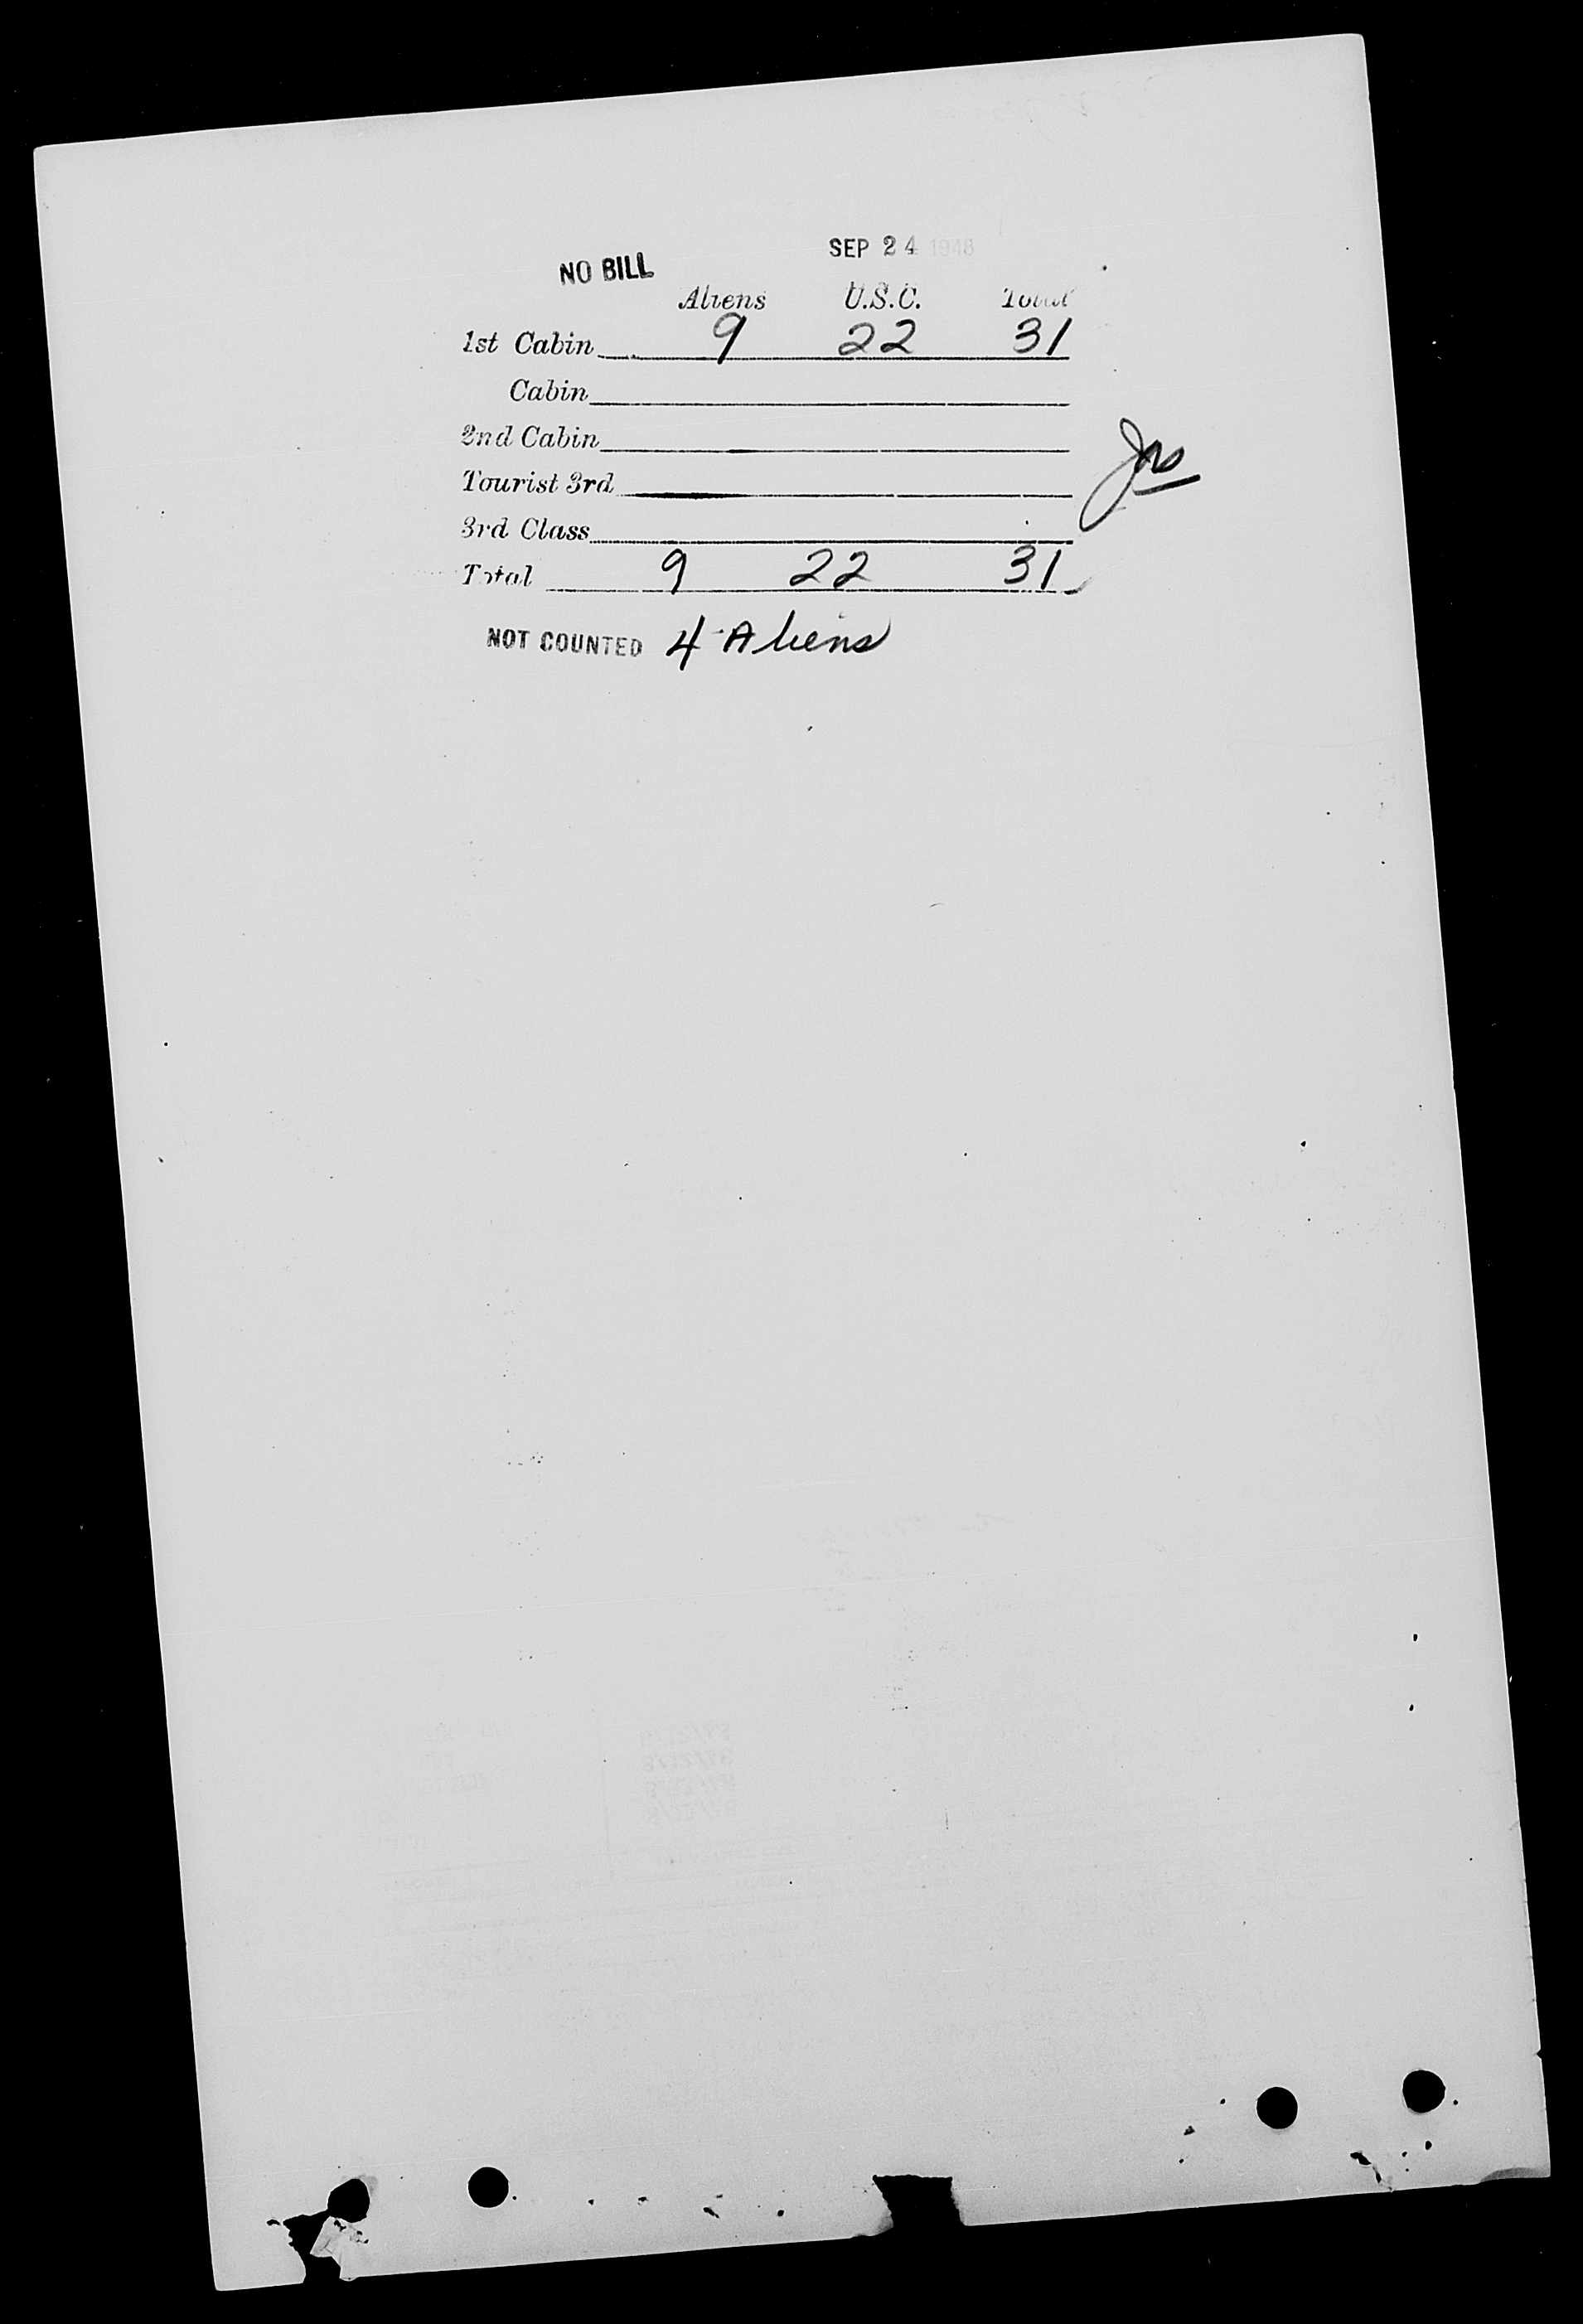 SEP 24 1948
NO BILL
Aliens U.S.C. Total
1st Cabin 9 22 31
Cabin
2nd Cabin
Tourist 3rd
3rd Class
Total 9 22 31
NOT COUNTED 4 Aliens